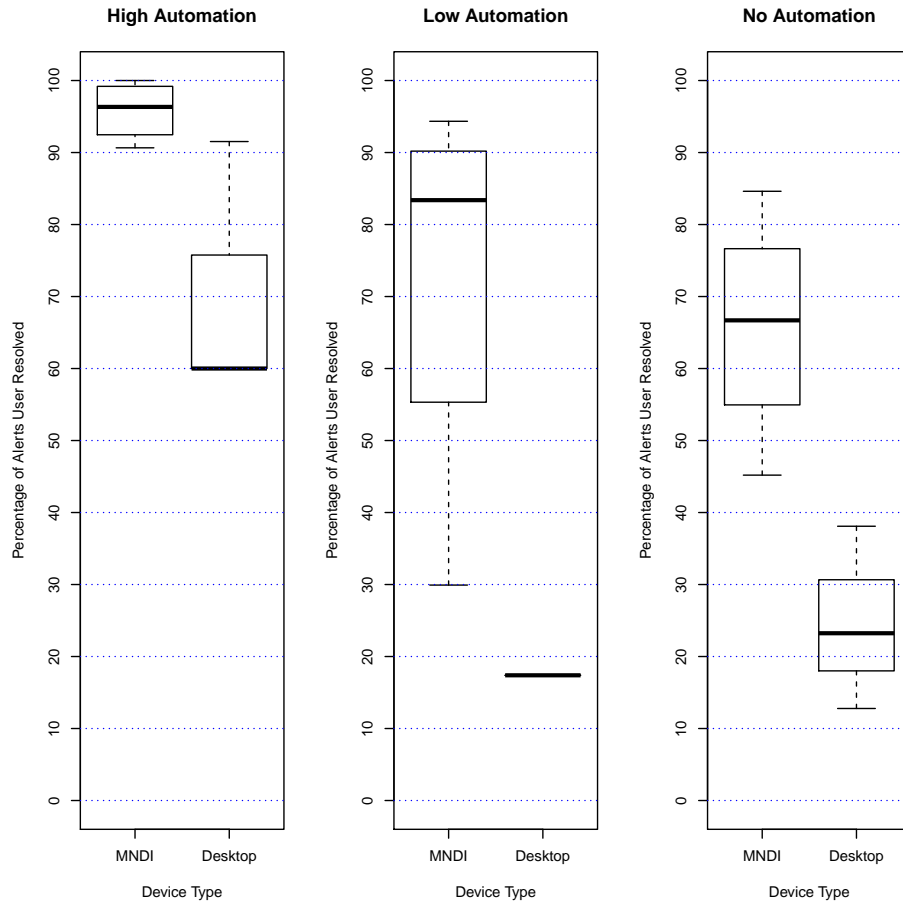 High Automation
Percentage of Alerts User Resolved
100
90
80
70
60
50
40
30
20
10
0
MNDI Desktop
Device Type
Low Automation
Percentage of Alerts User Resolved
100
90
80
70
60
50
40
30
20
10
0
MNDI Desktop
Device Type
No Automation
Percentage of Alerts User Resolved
100
90
80
70
60
50
40
30
20
10
0
MNDI Desktop
Device Type